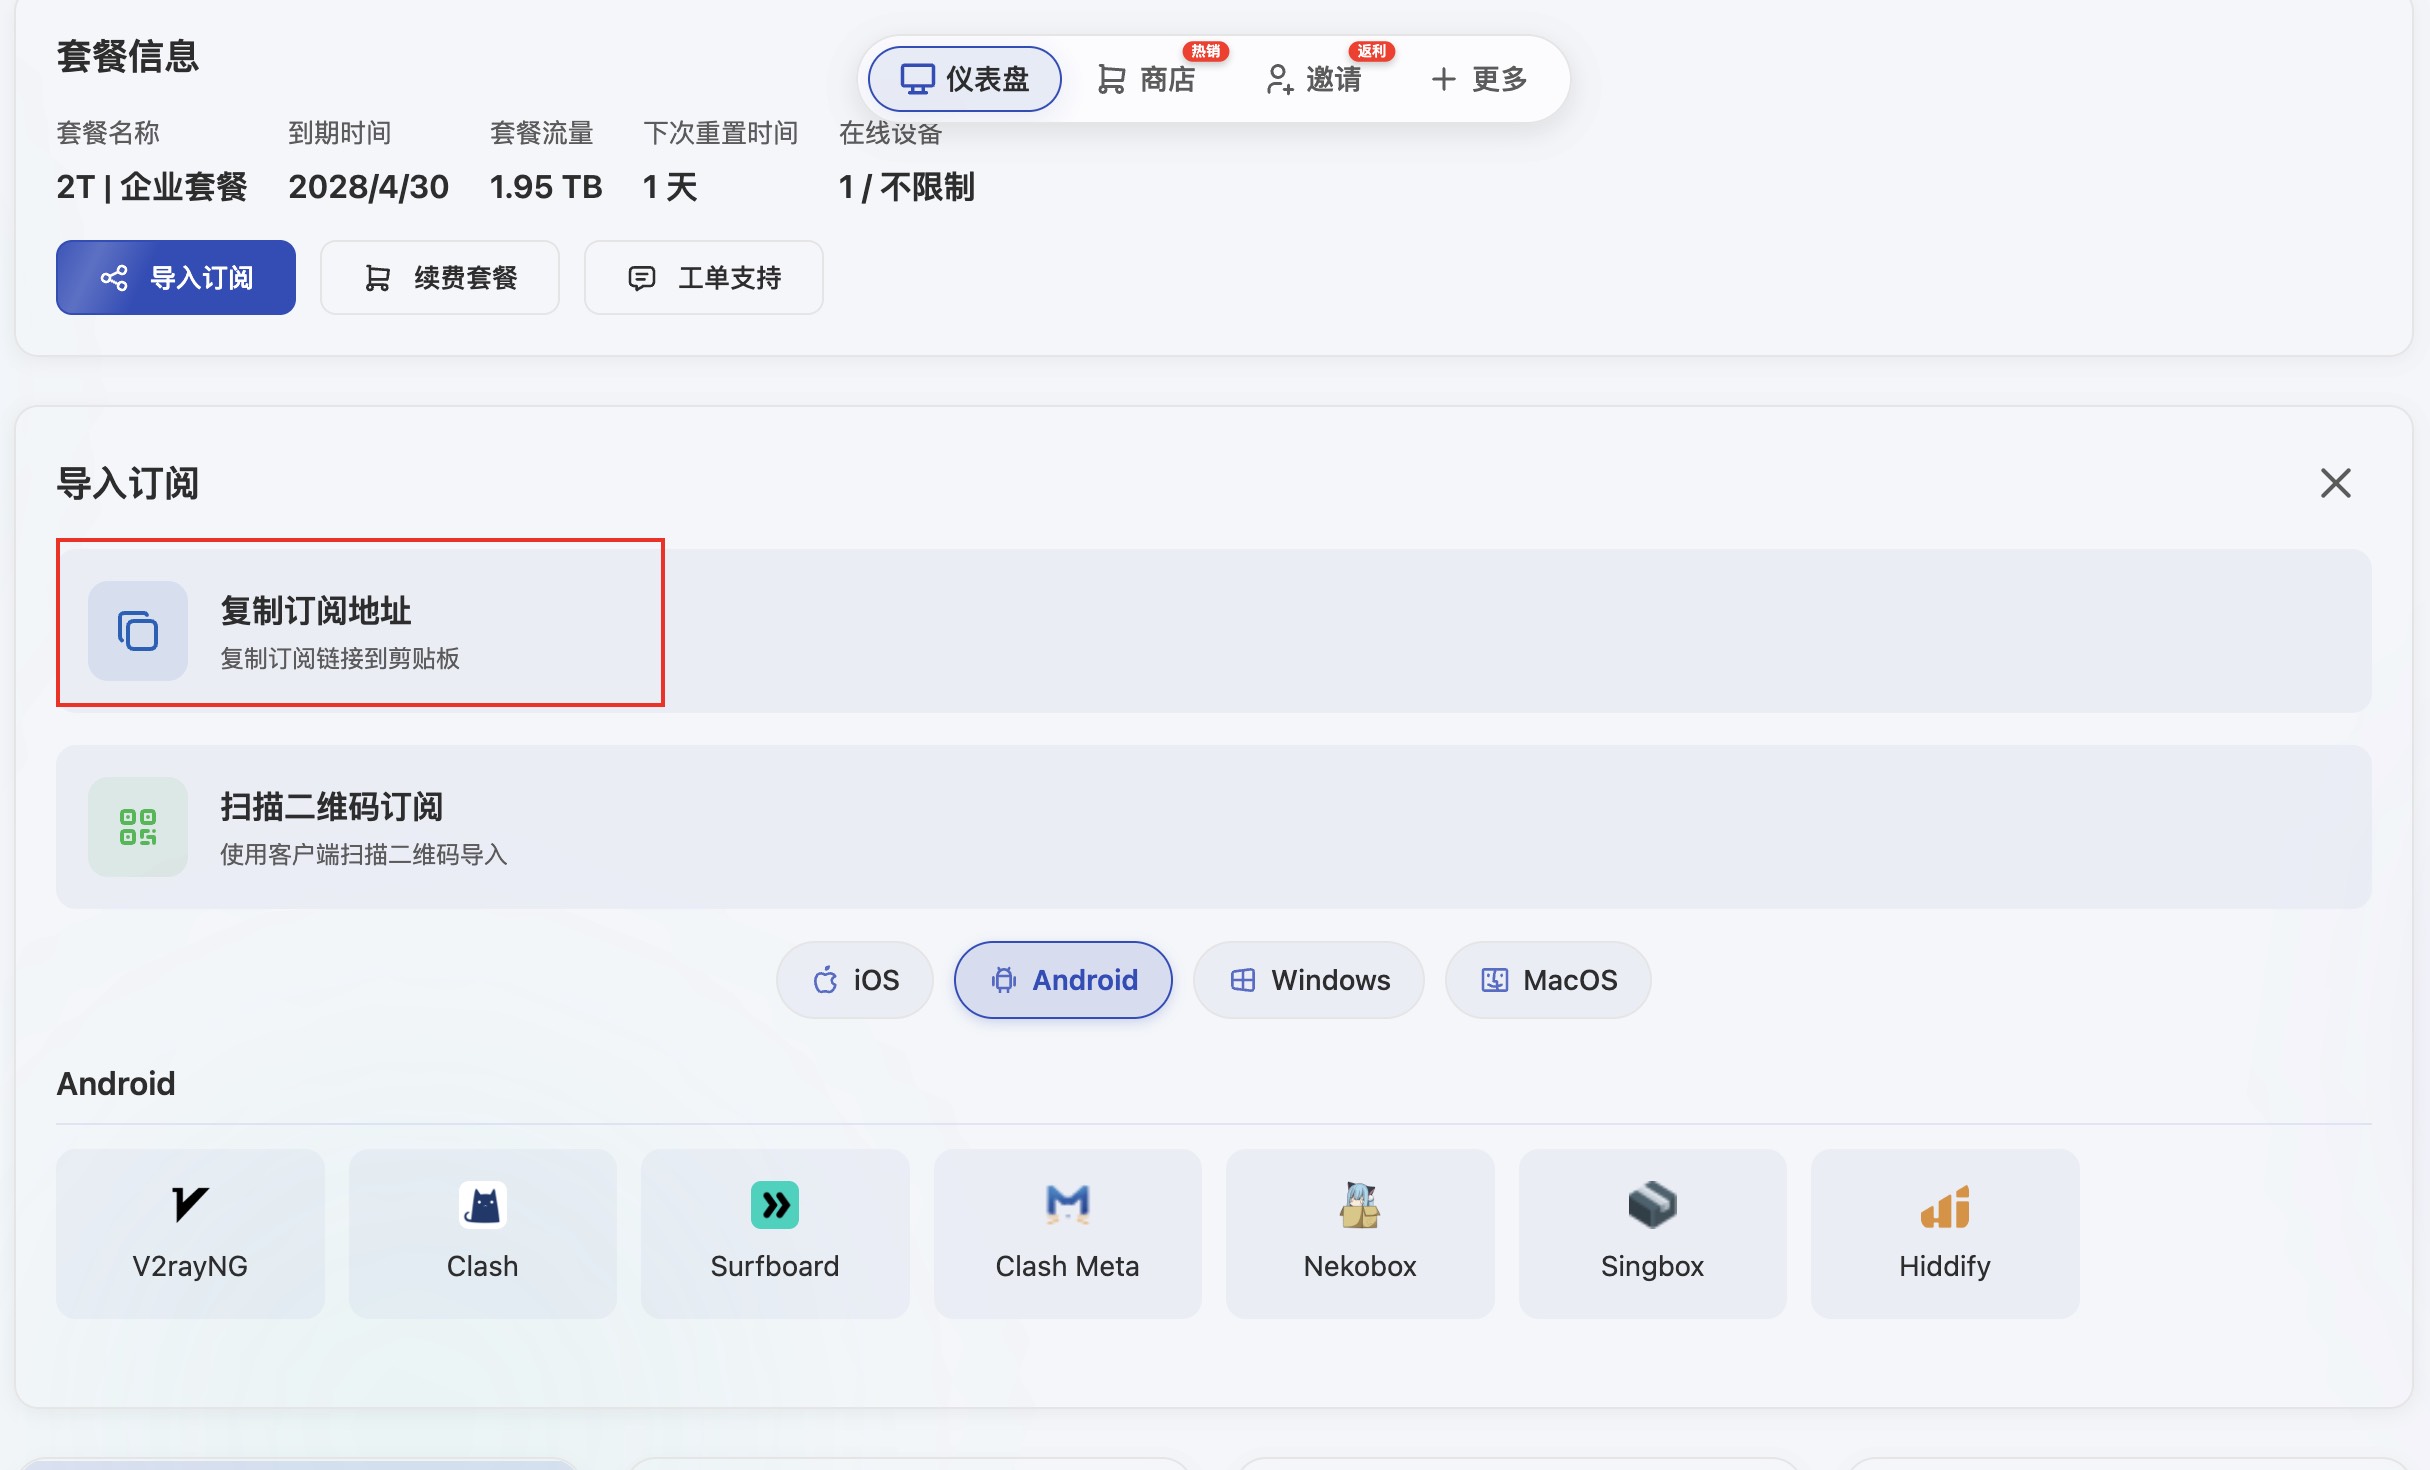 套餐信息
仪表盘
商店
热销
邀请
返利
更多
套餐名称
到期时间
套餐流量
下次重置时间
在线设备
2T | 企业套餐
2028/4/30
1.95 TB
1 天
1 / 不限制
导入订阅
续费套餐
工单支持
导入订阅
复制订阅地址
复制订阅链接到剪贴板
扫描二维码订阅
使用客户端扫描二维码导入
iOS
Android
Windows
MacOS
Android
V2rayNG
Clash
Surfboard
Clash Meta
Nekobox
Singbox
Hiddify